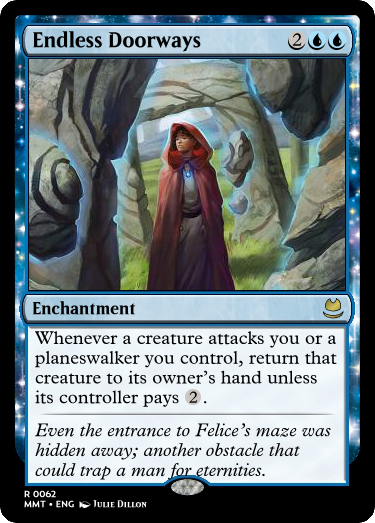 Endless Doorways 2
Enchantment
Whenever a creature attacks you or a
planeswalker you control, return that
creature to its owner's hand unless
its controller pays 2.
Even the entrance to Felice's maze was
hidden away; another obstacle that
could trap a man for eternities.
R 0062
MMT • ENG JULIE DILLON